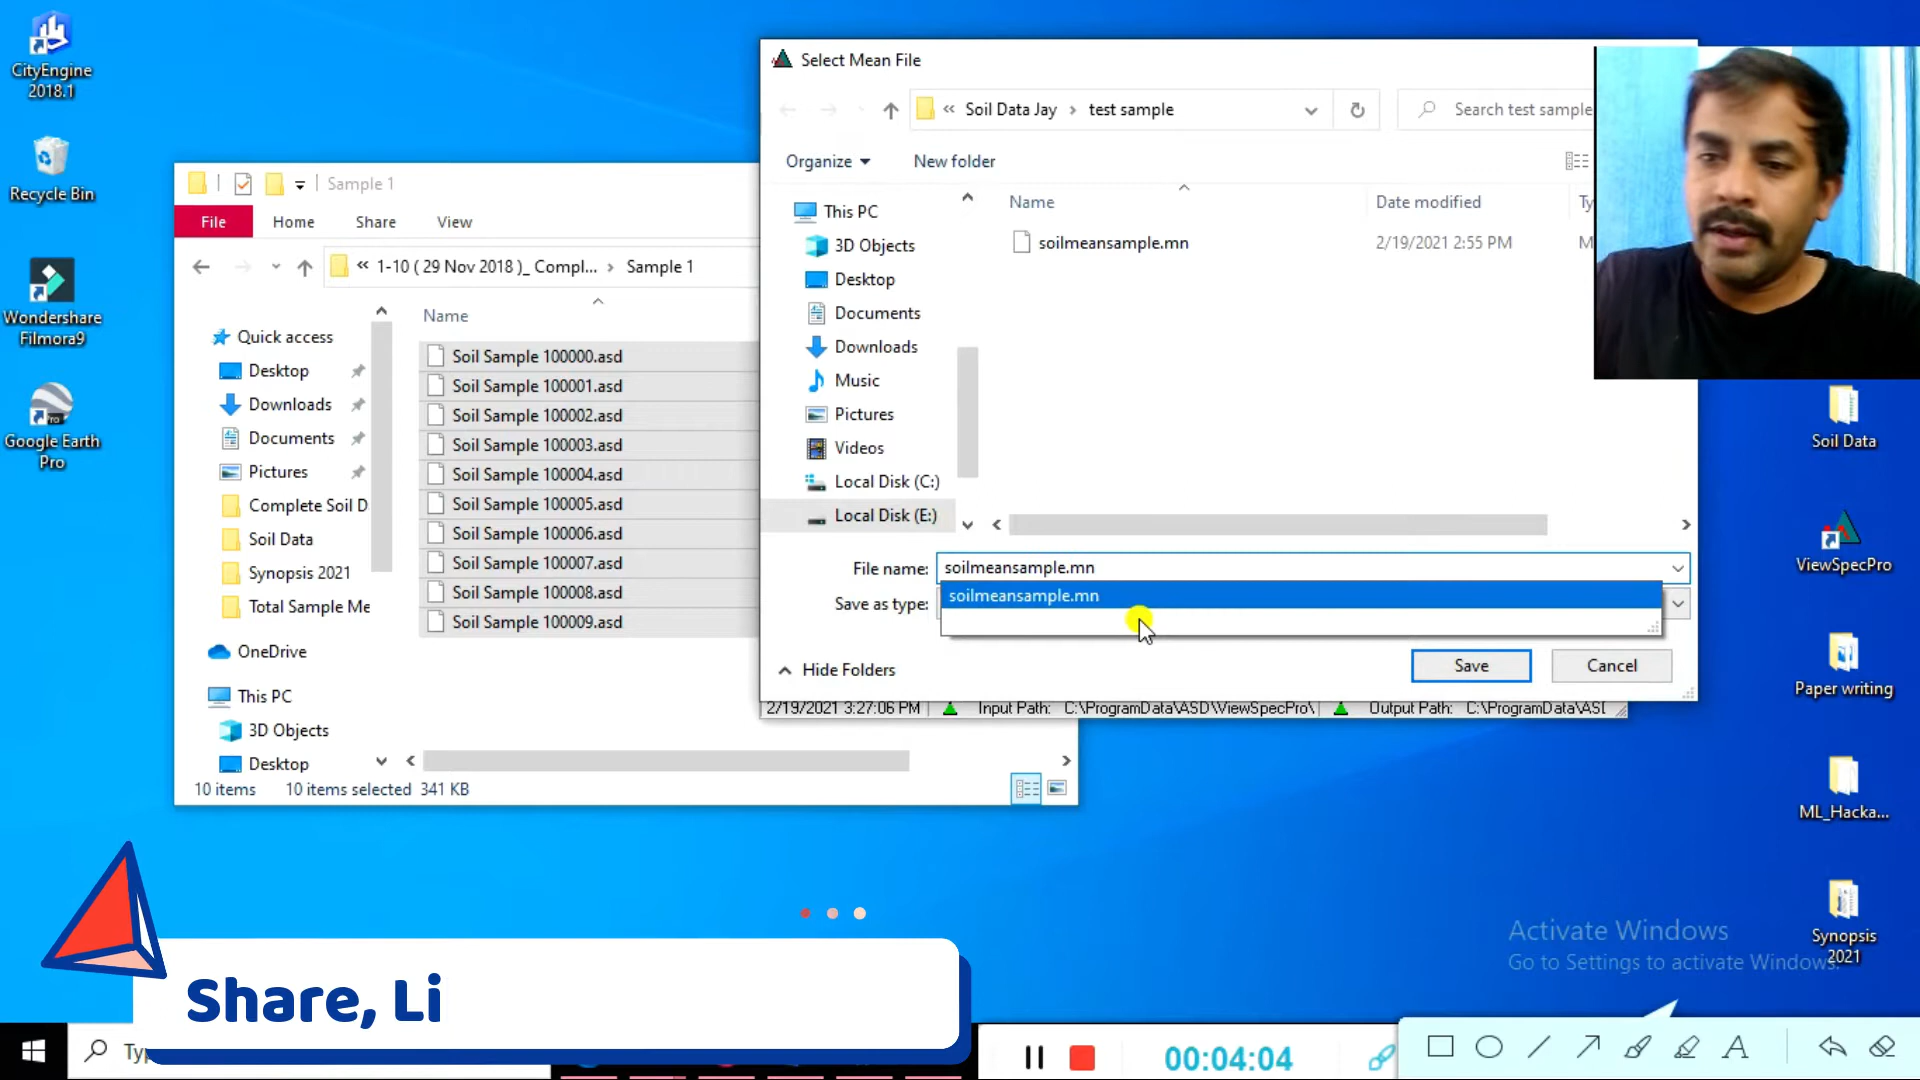 CityEngine
2018.1
Recycle Bin
Wondershare
Filmora9
Google Earth
Pro
Sample 1
File Home Share View
« 1-10 ( 29 Nov 2018 )_ Compl... › Sample 1
Name
Quick access
Desktop
Downloads
Documents
Pictures
Complete Soil D
Soil Data
Synopsis 2021
Total Sample Me
OneDrive
This PC
3D Objects
Desktop
Soil Sample 100000.asd
Soil Sample 100001.asd
Soil Sample 100002.asd
Soil Sample 100003.asd
Soil Sample 100004.asd
Soil Sample 100005.asd
Soil Sample 100006.asd
Soil Sample 100007.asd
Soil Sample 100008.asd
Soil Sample 100009.asd
10 items 10 items selected 341 KB
Select Mean File
« Soil Data Jay › test sample
Search test sample
Organize New folder
This PC
3D Objects
Desktop
Documents
Downloads
Music
Pictures
Videos
Local Disk (C:)
Local Disk (E:)
Name Date modified Ty
soilmeansample.mn 2/19/2021 2:55 PM M
File name: soilmeansample.mn
soilmeansample.mn
Save as type:
Hide Folders
Save Cancel
2/19/2021 3:27:06 PM Input Path: C:\ProgramData\ASD\ViewSpecPro\ Output Path: C:\ProgramData\ASD
Soil Data
ViewSpecPro
Paper writing
ML_Hacka...
Synopsis
2021
Activate Windows
Go to Settings to activate Windows.
Share, Li
Typ
00:04:04
A